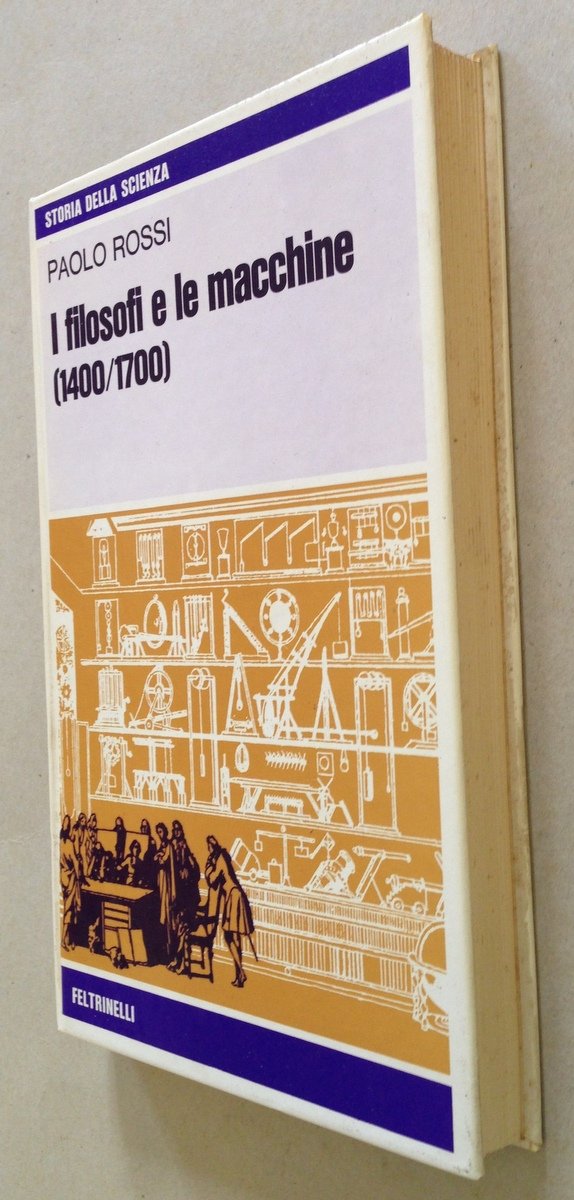 STORIA DELLA SCIENZA
PAOLO ROSSI
I filosofi e le macchine
(1400/1700)
FELTRINELLI